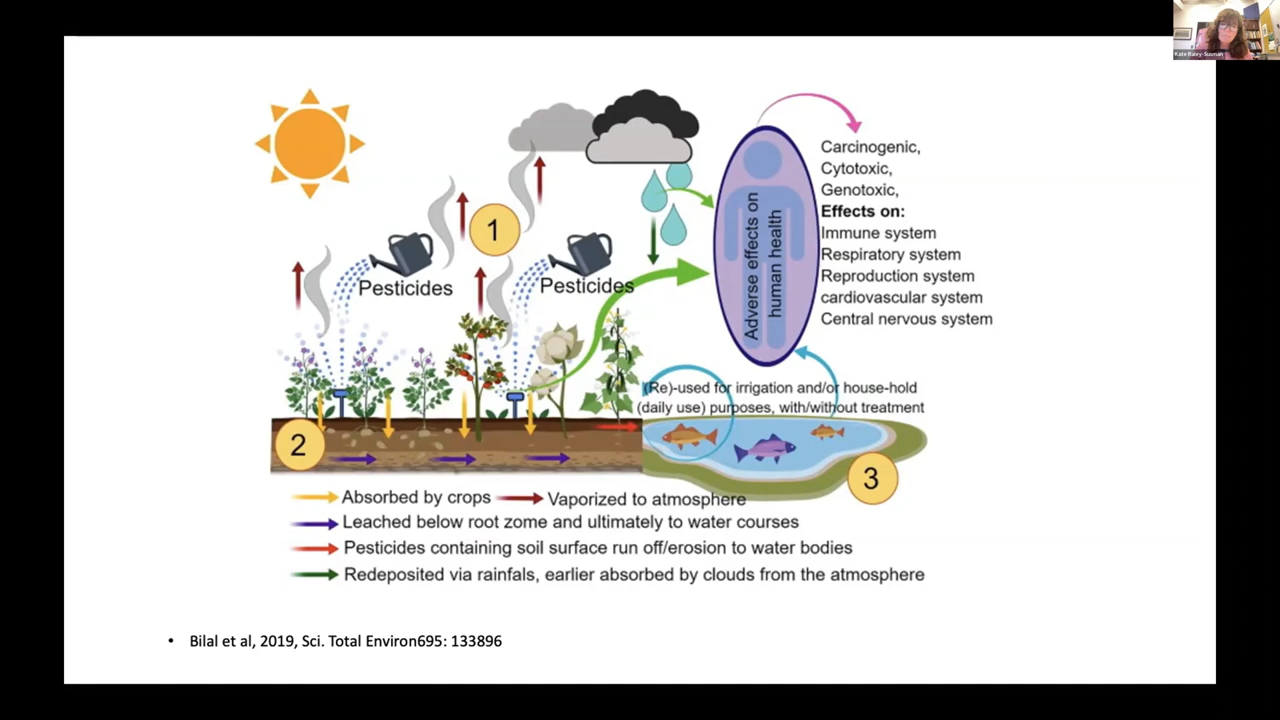 Kate Raley-Susman
1
Pesticides
Pesticides
Adverse effects on
human health
Carcinogenic,
Cytotoxic,
Genotoxic,
Effects on:
Immune system
Respiratory system
Reproduction system
cardiovascular system
Central nervous system
(Re)-used for irrigation and/or house-hold
(daily use) purposes, with/without treatment
2
3
Absorbed by crops
Vaporized to atmosphere
Leached below root zome and ultimately to water courses
Pesticides containing soil surface run off/erosion to water bodies
Redeposited via rainfals, earlier absorbed by clouds from the atmosphere
• Bilal et al, 2019, Sci. Total Environ695: 133896